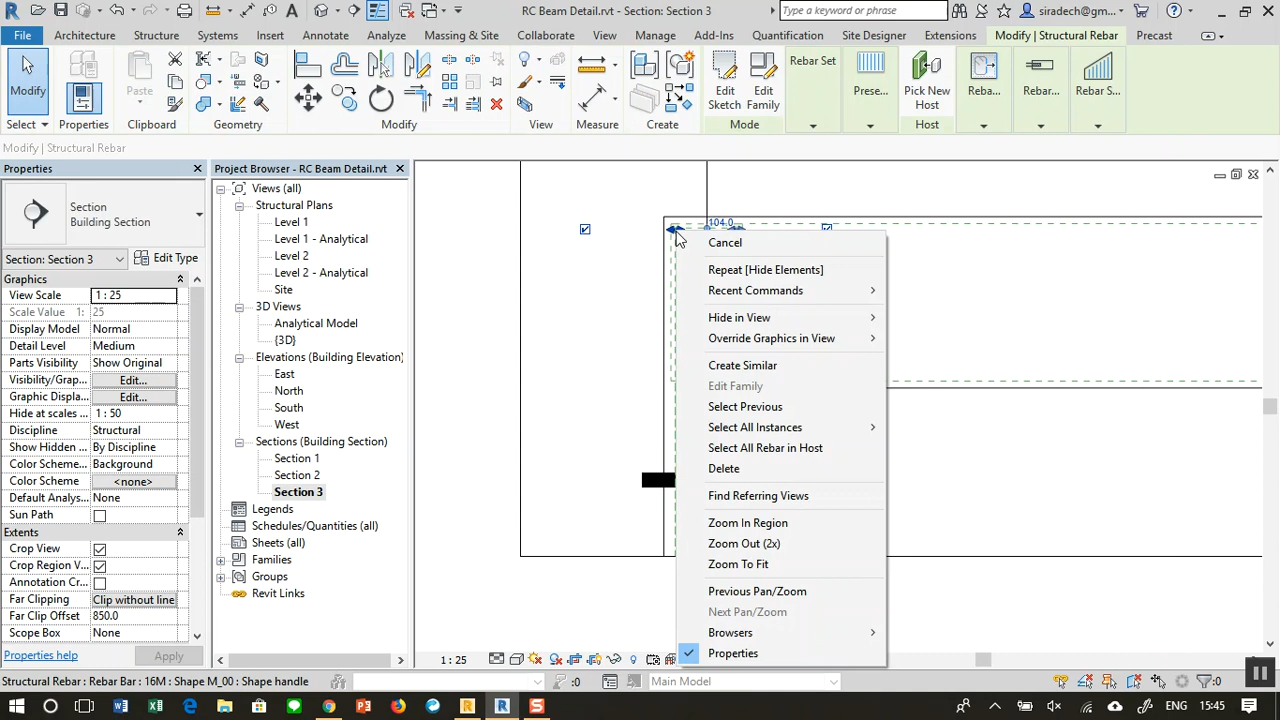 RC Beam Detail.rvt - Section: Section 3
Type a keyword or phrase
siradech@gm...
File Architecture Structure Systems Insert Annotate Analyze Massing & Site Collaborate View Manage Add-Ins Quantification Site Designer Extensions Modify | Structural Rebar Precast
Modify
Paste
Edit Sketch
Edit Family
Rebar Set
Prese...
Pick New Host
Reba...
Rebar...
Rebar S...
Select Properties Clipboard Geometry Modify View Measure Create Mode Host
Modify | Structural Rebar
Properties
Section
Building Section
Section: Section 3
Edit Type
Graphics
View Scale 1 : 25
Scale Value 1: 25
Display Model Normal
Detail Level Medium
Parts Visibility Show Original
Visibility/Grap... Edit...
Graphic Displa... Edit...
Hide at scales ... 1 : 50
Discipline Structural
Show Hidden ... By Discipline
Color Scheme... Background
Color Scheme <none>
Default Analys... None
Sun Path
Extents
Crop View
Crop Region V...
Annotation Cr...
Far Clipping Clip without line
Far Clip Offset 850.0
Scope Box None
Properties help
Apply
Project Browser - RC Beam Detail.rvt
Views (all)
Structural Plans
Level 1
Level 1 - Analytical
Level 2
Level 2 - Analytical
Site
3D Views
Analytical Model
{3D}
Elevations (Building Elevation)
East
North
South
West
Sections (Building Section)
Section 1
Section 2
Section 3
Legends
Schedules/Quantities (all)
Sheets (all)
Families
Groups
Revit Links
104.0
Cancel
Repeat [Hide Elements]
Recent Commands
Hide in View
Override Graphics in View
Create Similar
Edit Family
Select Previous
Select All Instances
Select All Rebar in Host
Delete
Find Referring Views
Zoom In Region
Zoom Out (2x)
Zoom To Fit
Previous Pan/Zoom
Next Pan/Zoom
Browsers
Properties
1 : 25
Structural Rebar : Rebar Bar : 16M : Shape M_00 : Shape handle
:0
Main Model
:0
ENG
15:45